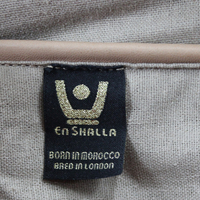 En SHALLA
BORN IN MOROCCO
BRED IN LONDON